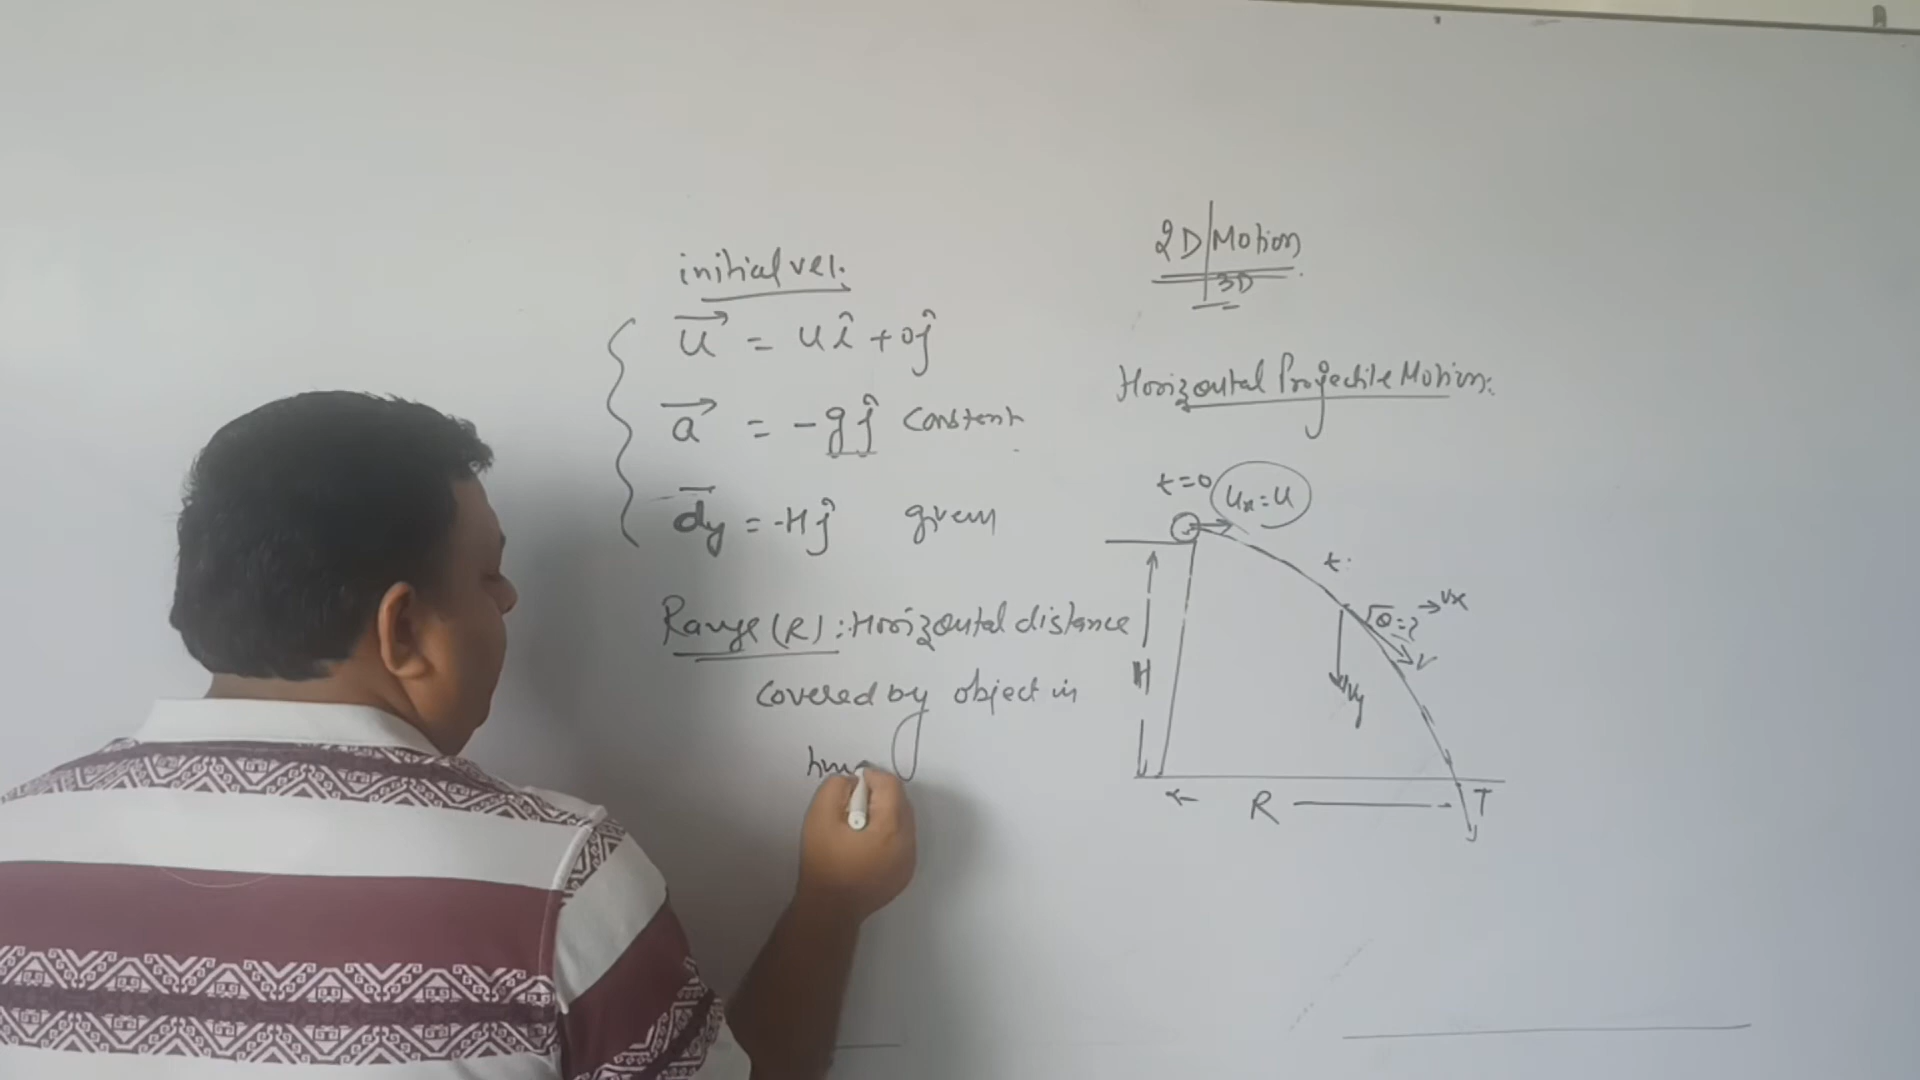 initial vel.
u⃗ = uî + 0ĵ
a⃗ = -gĵ constant
d⃗y = -Hĵ given
Range (R): Horizontal distance
covered by object in
2D Motion
3D
Horizontal Projectile Motion:
t=0 ux = u
t
θ=? vx
v
vy
H
R T